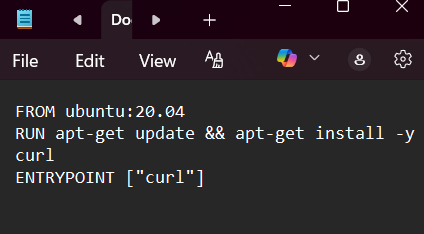 Do
File Edit View
FROM ubuntu:20.04
RUN apt-get update && apt-get install -y
curl
ENTRYPOINT ["curl"]